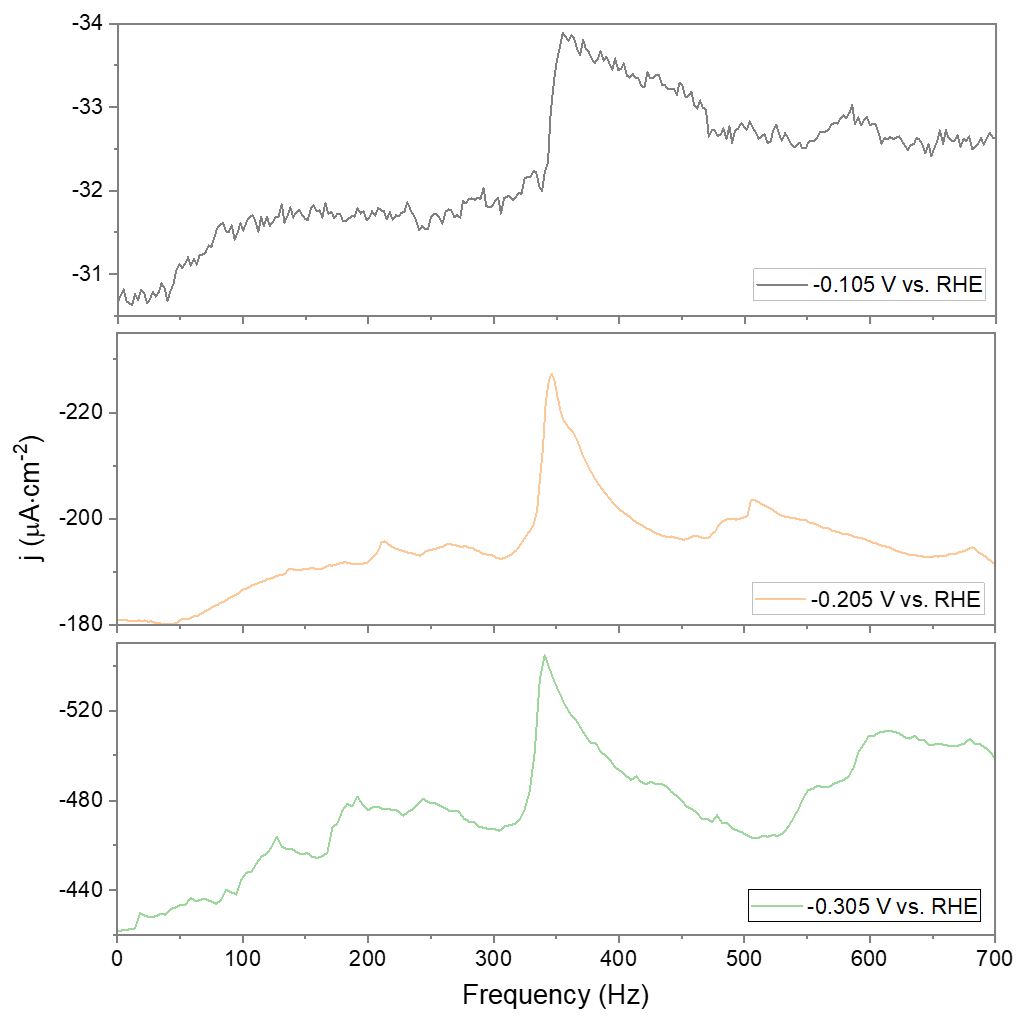 -34
-33
-32
-31
-0.105 V vs. RHE
-220
-200
-180
-0.205 V vs. RHE
j (μA·cm⁻²)
-520
-480
-440
-0.305 V vs. RHE
0 100 200 300 400 500 600 700
Frequency (Hz)